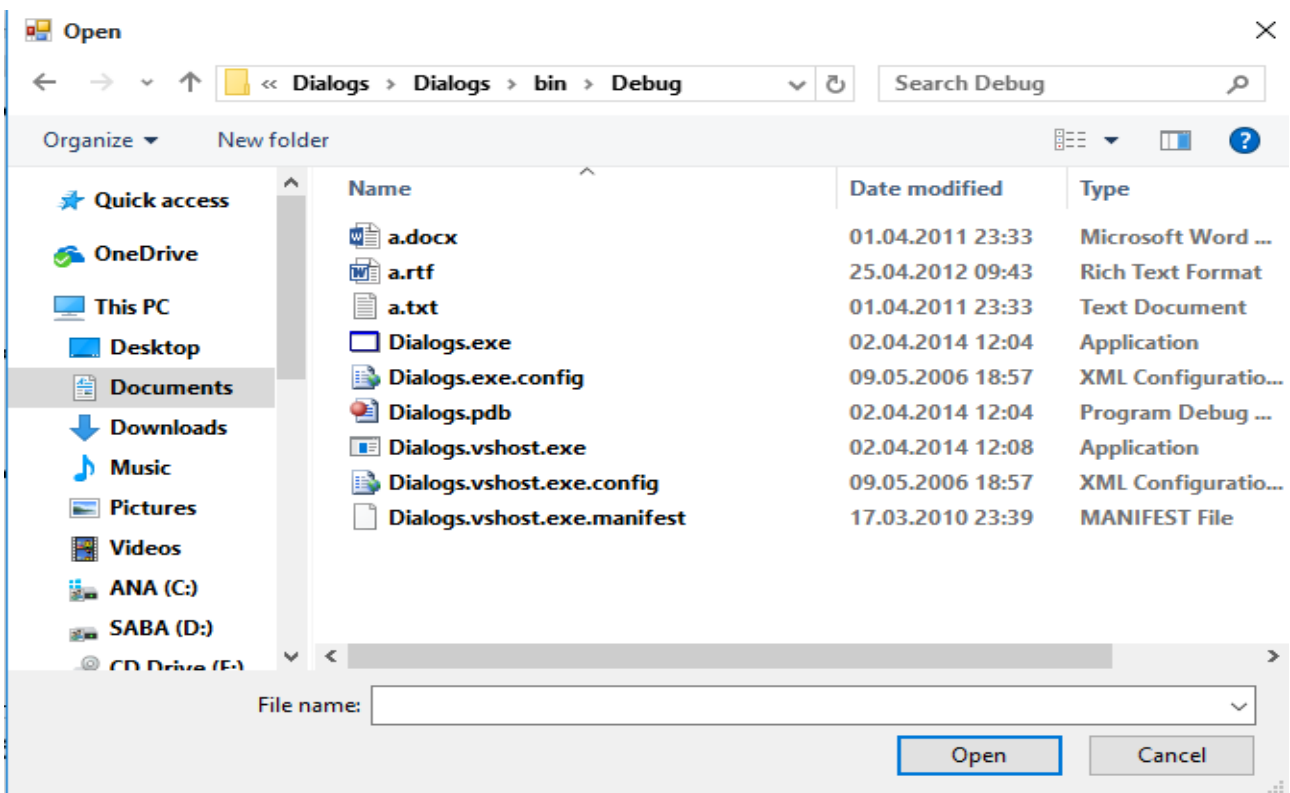 Open
« Dialogs > Dialogs > bin > Debug
Search Debug
Organize
New folder
Quick access
OneDrive
This PC
Desktop
Documents
Downloads
Music
Pictures
Videos
ANA (C:)
SABA (D:)
CD Drive (F:)
Name Date modified Type
a.docx 01.04.2011 23:33 Microsoft Word ...
a.rtf 25.04.2012 09:43 Rich Text Format
a.txt 01.04.2011 23:33 Text Document
Dialogs.exe 02.04.2014 12:04 Application
Dialogs.exe.config 09.05.2006 18:57 XML Configuratio...
Dialogs.pdb 02.04.2014 12:04 Program Debug ...
Dialogs.vshost.exe 02.04.2014 12:08 Application
Dialogs.vshost.exe.config 09.05.2006 18:57 XML Configuratio...
Dialogs.vshost.exe.manifest 17.03.2010 23:39 MANIFEST File
File name:
Open
Cancel